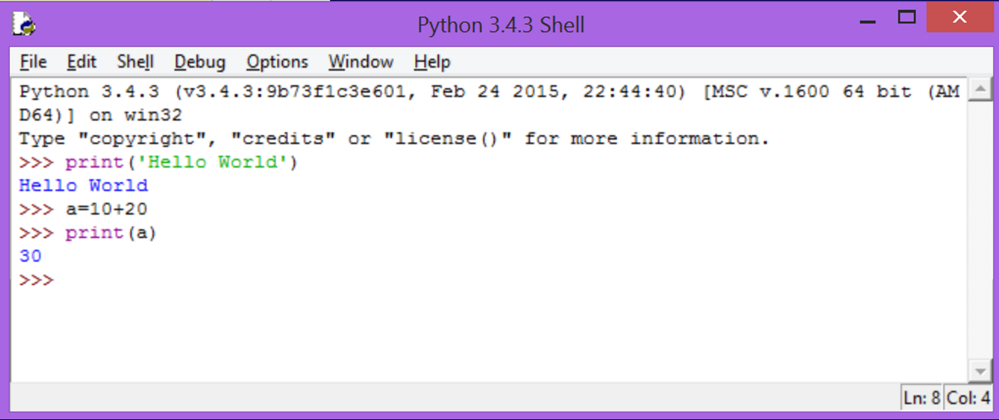 Python 3.4.3 Shell
File Edit Shell Debug Options Window Help
Python 3.4.3 (v3.4.3:9b73f1c3e601, Feb 24 2015, 22:44:40) [MSC v.1600 64 bit (AM
D64)] on win32
Type "copyright", "credits" or "license()" for more information.
>>> print('Hello World')
Hello World
>>> a=10+20
>>> print(a)
30
>>>
Ln: 8 Col: 4